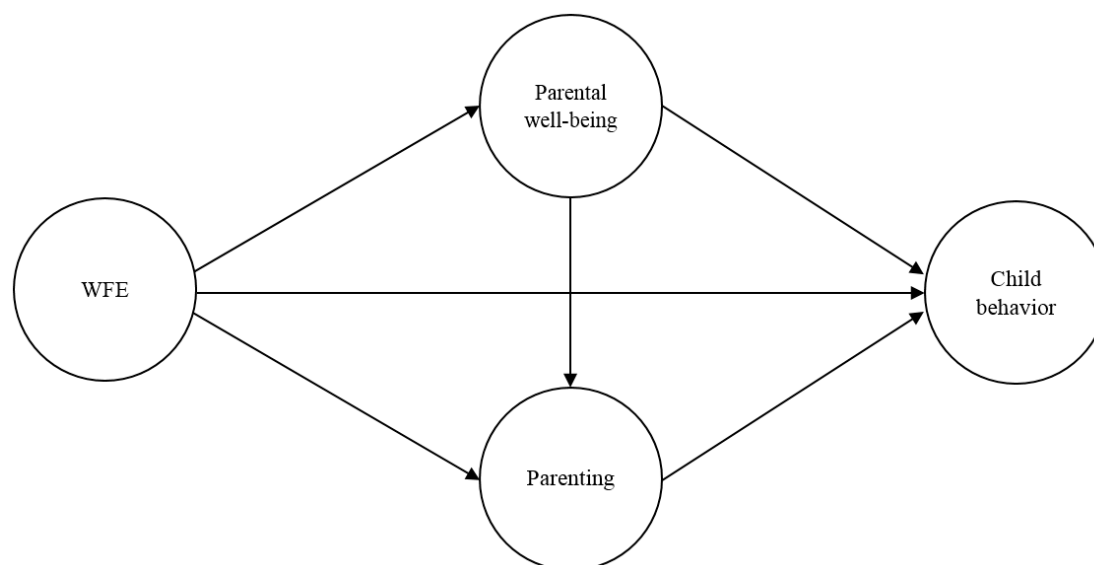 Parental
well-being
WFE
Child
behavior
Parenting